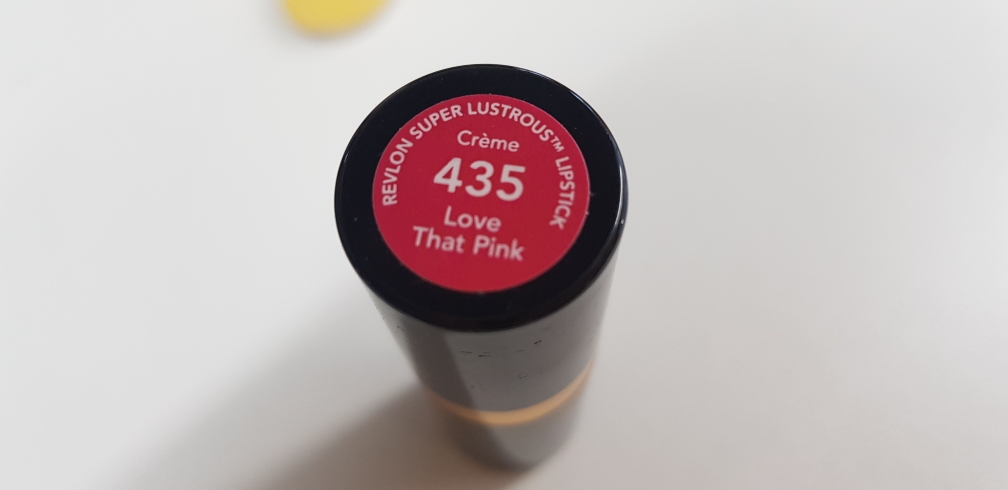 REVLON SUPER LUSTROUS™ LIPSTICK
Crème
435
Love
That Pink